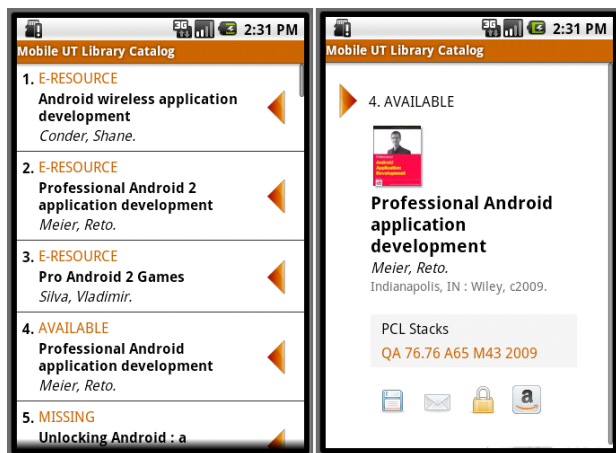 3G 2:31 PM
Mobile UT Library Catalog
1. E-RESOURCE
Android wireless application
development
Conder, Shane.
2. E-RESOURCE
Professional Android 2
application development
Meier, Reto.
3. E-RESOURCE
Pro Android 2 Games
Silva, Vladimir.
4. AVAILABLE
Professional Android
application development
Meier, Reto.
5. MISSING
Unlocking Android : a
3G 2:31 PM
Mobile UT Library Catalog
4. AVAILABLE
Professional Android
application
development
Meier, Reto.
Indianapolis, IN : Wiley, c2009.
PCL Stacks
QA 76.76 A65 M43 2009
a